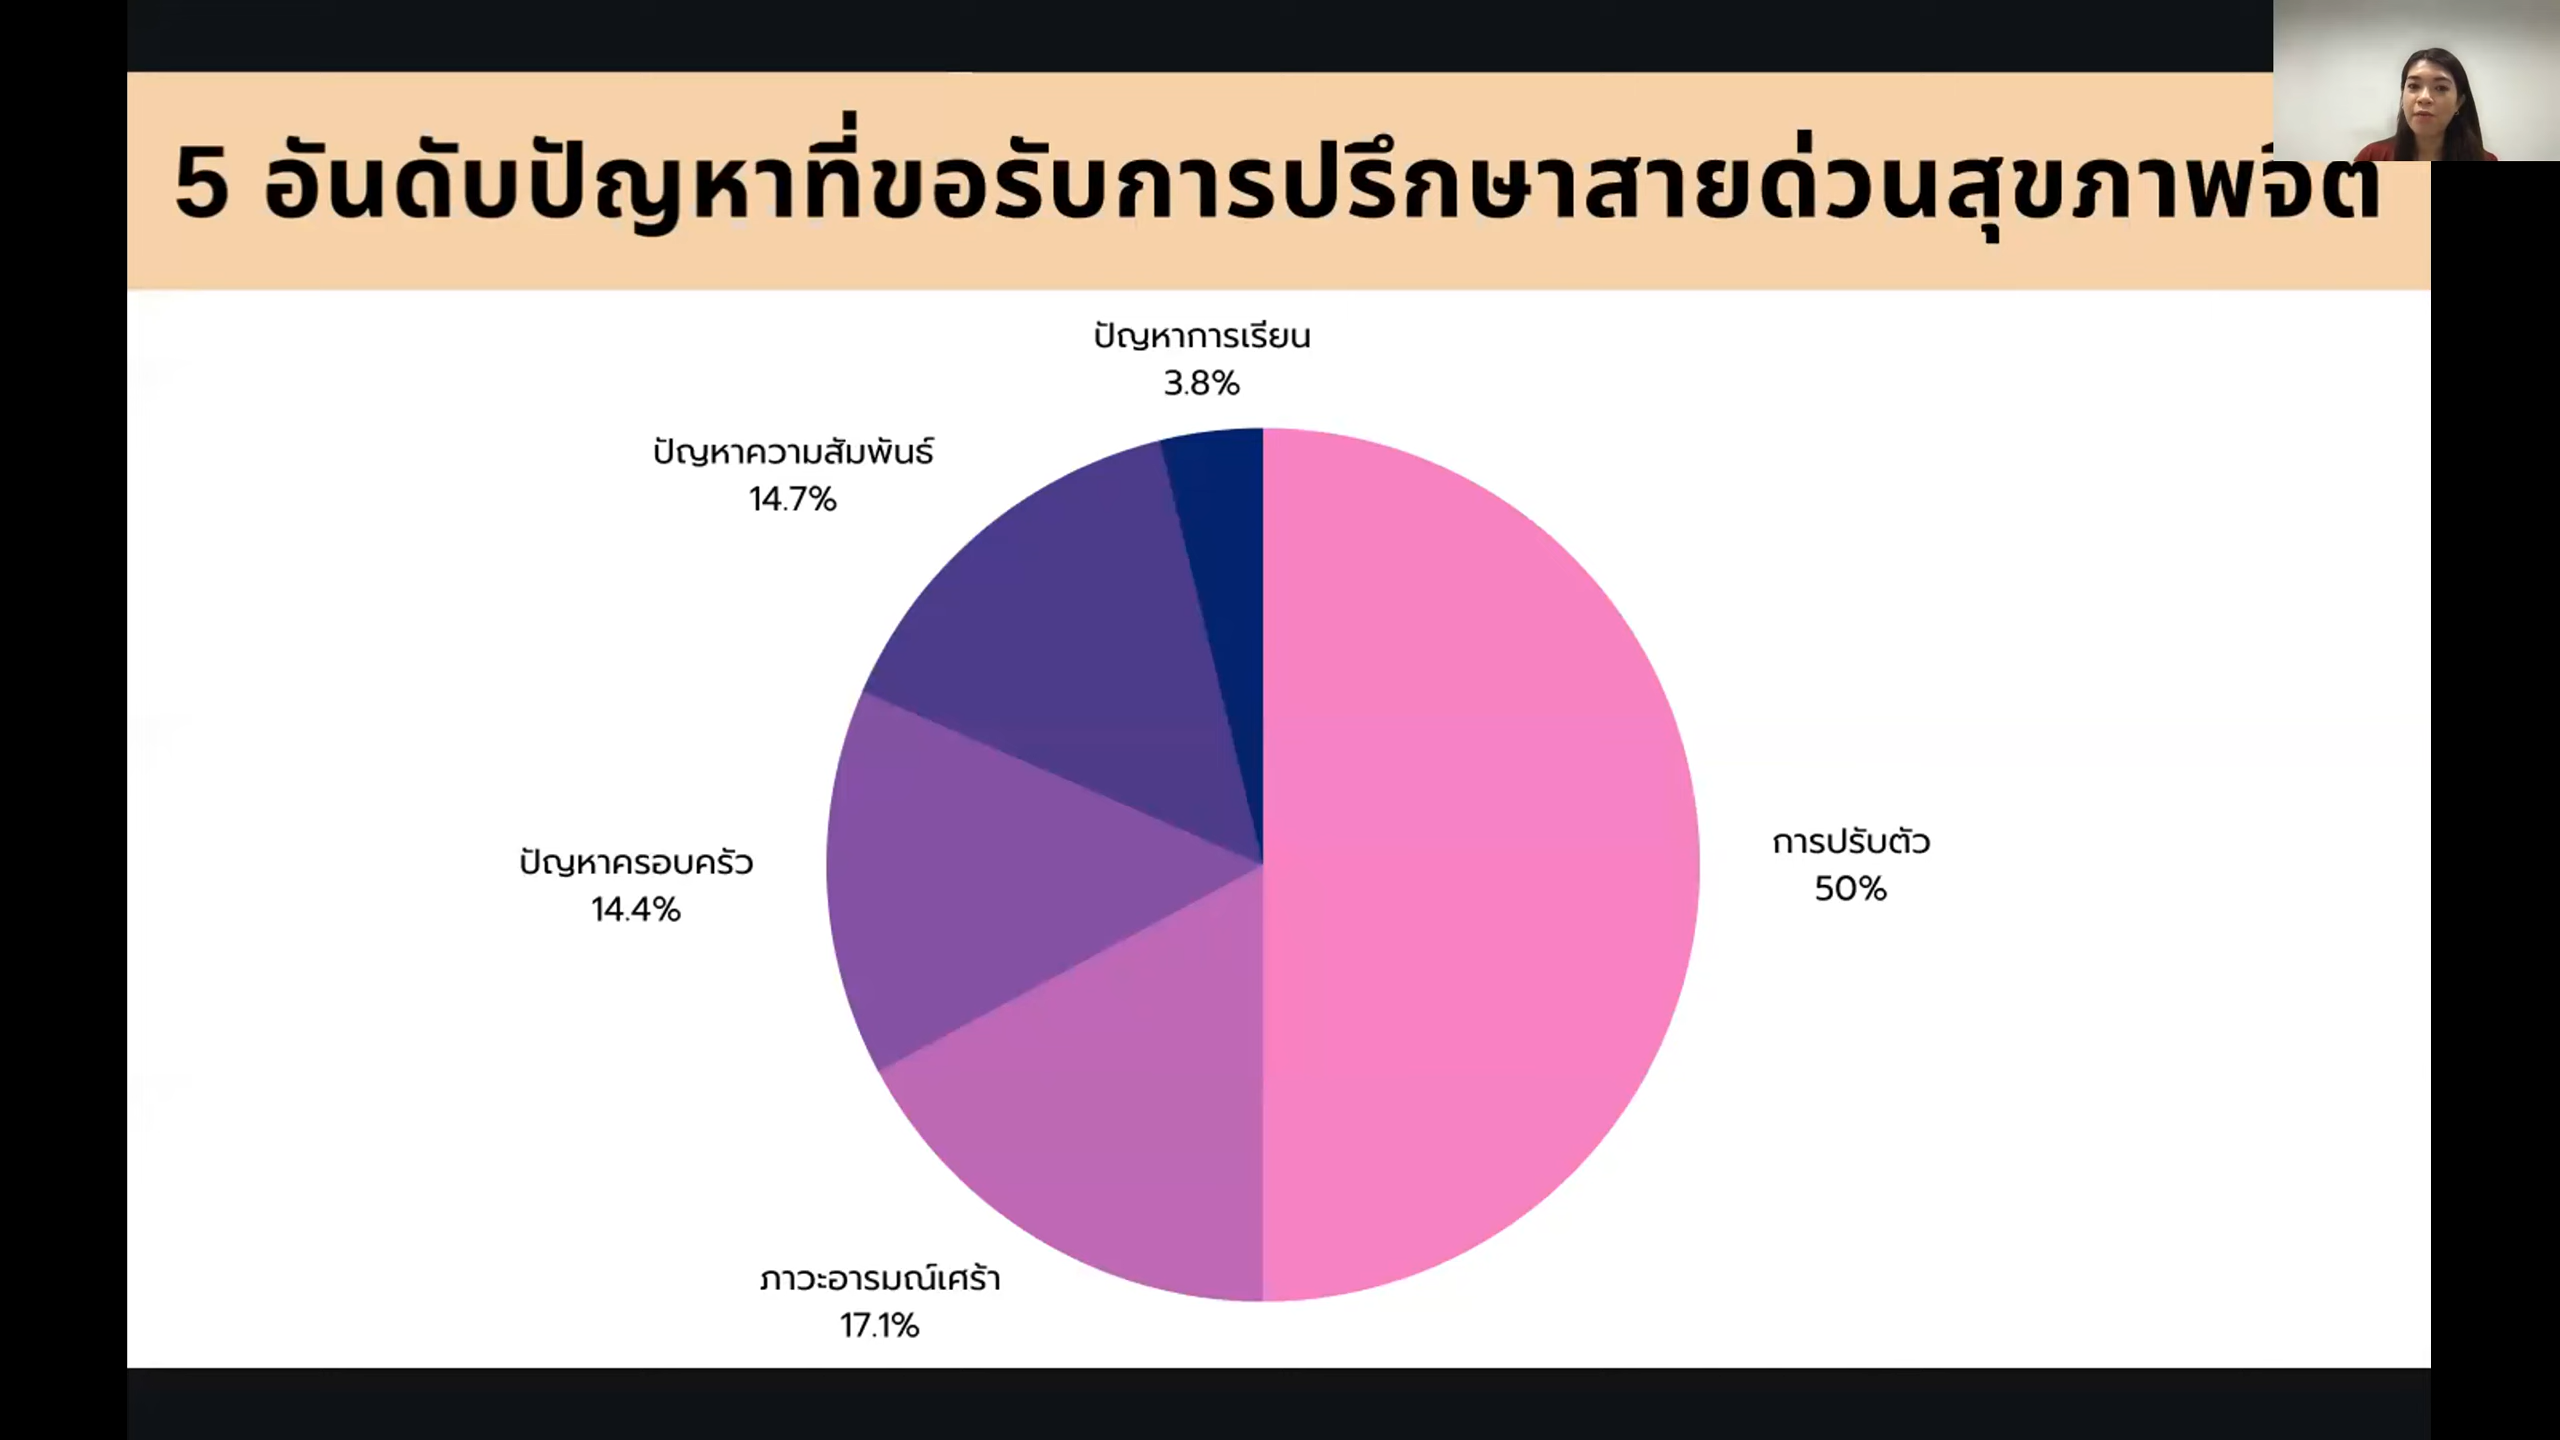 5 อันดับปัญหาที่ขอรับการปรึกษาสายด่วนสุขภาพจิต
ปัญหาการเรียน
3.8%
ปัญหาความสัมพันธ์
14.7%
การปรับตัว
50%
ปัญหาครอบครัว
14.4%
ภาวะอารมณ์เศร้า
17.1%